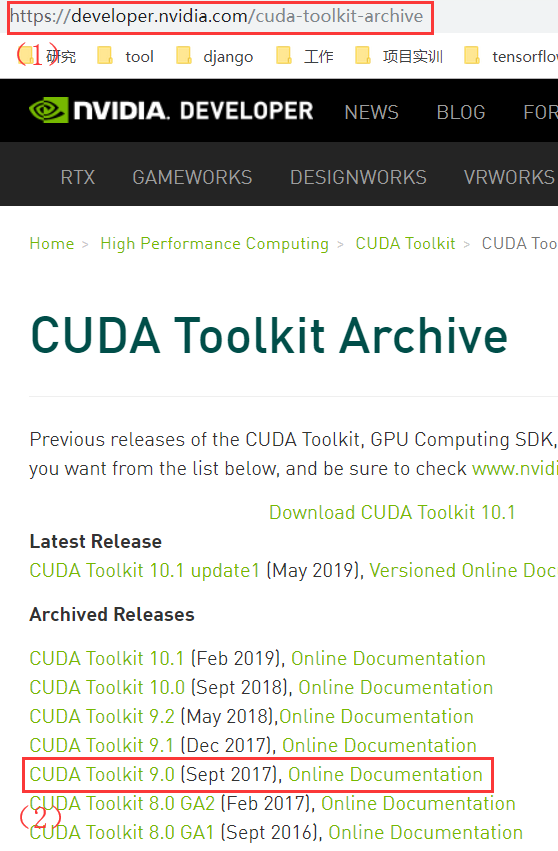 https://developer.nvidia.com/cuda-toolkit-archive
(1) 研究 tool django 工作 项目实训 tensorflow
NVIDIA. DEVELOPER NEWS BLOG FOR
RTX GAMEWORKS DESIGNWORKS VRWORKS
Home > High Performance Computing > CUDA Toolkit > CUDA Too
CUDA Toolkit Archive
Previous releases of the CUDA Toolkit, GPU Computing SDK,
you want from the list below, and be sure to check www.nvidi
Download CUDA Toolkit 10.1
Latest Release
CUDA Toolkit 10.1 update1 (May 2019), Versioned Online Doc
Archived Releases
CUDA Toolkit 10.1 (Feb 2019), Online Documentation
CUDA Toolkit 10.0 (Sept 2018), Online Documentation
CUDA Toolkit 9.2 (May 2018),Online Documentation
CUDA Toolkit 9.1 (Dec 2017), Online Documentation
CUDA Toolkit 9.0 (Sept 2017), Online Documentation
(2)
CUDA Toolkit 8.0 GA2 (Feb 2017), Online Documentation
CUDA Toolkit 8.0 GA1 (Sept 2016), Online Documentation